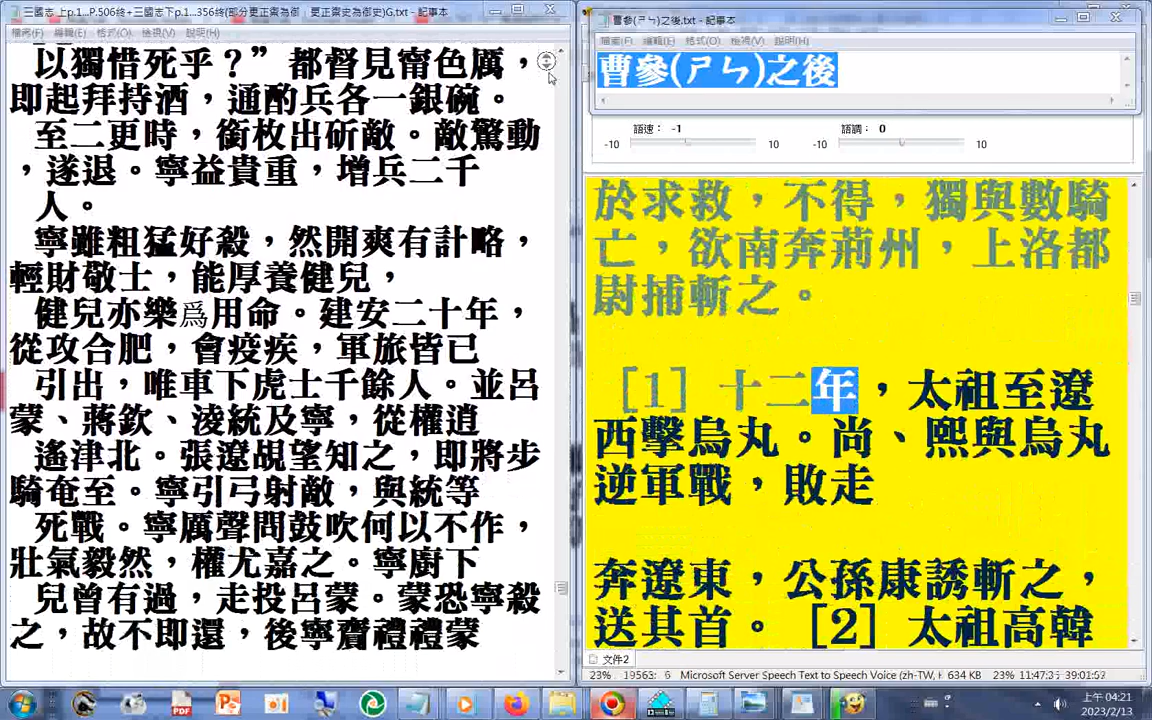 三國志 上p.1...P.506終+三國志下p.1...356終(部分更正齋為御︰更正齋史為御史)G.txt - 記事本
檔案(F) 編輯(E) 格式(O) 檢視(V) 說明(H)
以獨惜死乎？”都督見甯色厲，
即起拜持酒，通酌兵各一銀碗。
至二更時，銜枚出斫敵。敵驚動
，遂退。寧益貴重，增兵二千
人。
寧雖粗猛好殺，然開爽有計略，
輕財敬士，能厚養健兒，
健兒亦樂爲用命。建安二十年，
從攻合肥，會疫疾，軍旅皆已
引出，唯車下虎士千餘人。並呂
蒙、蔣欽、淩統及寧，從權逍
遙津北。張遼覘望知之，即將步
騎奄至。寧引弓射敵，與統等
死戰。寧厲聲問鼓吹何以不作，
壯氣毅然，權尤嘉之。寧廚下
兒曾有過，走投呂蒙。蒙恐寧殺
之，故不即還，後寧齎禮禮蒙
曹參(ㄕㄣ)之後.txt - 記事本
檔案(F) 編輯(E) 格式(O) 檢視(V) 說明(H)
曹參(ㄕㄣ)之後
語速： -1 語調： 0
-10 10 -10 10
於求救，不得，獨與數騎
亡，欲南奔荊州，上洛都
尉捕斬之。
[1] 十二年，太祖至遼
西擊烏丸。尚、熙與烏丸
逆軍戰，敗走
奔遼東，公孫康誘斬之，
送其首。[2] 太祖高韓
文件2
23% 19563: 6 Microsoft Server Speech Text to Speech Voice (zh-TW, H 634 KB 23% 11:47:3 39:01:5
上午 04:21
2023/2/13